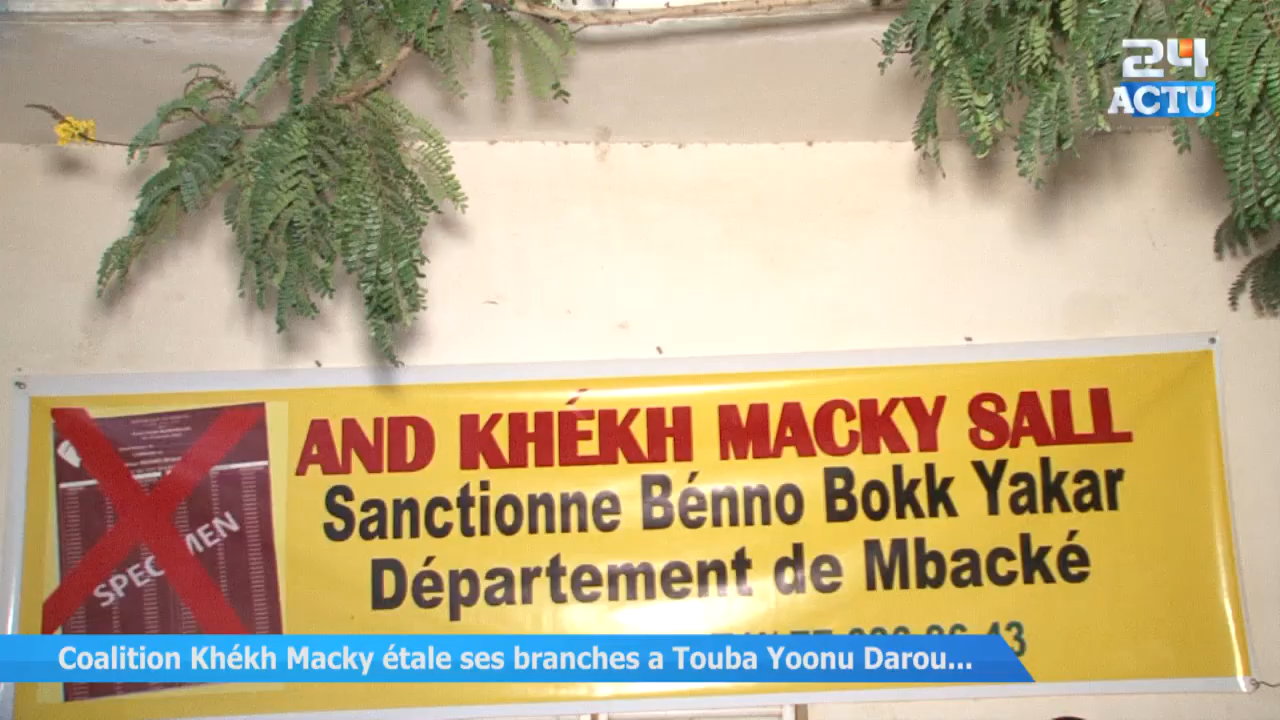 24
ACTU
AND KHÉKH MACKY SALL
Sanctionne Bénno Bokk Yakar
Département de Mbacké
SPECIMEN
Coalition Khékh Macky étale ses branches a Touba Yoonu Darou...